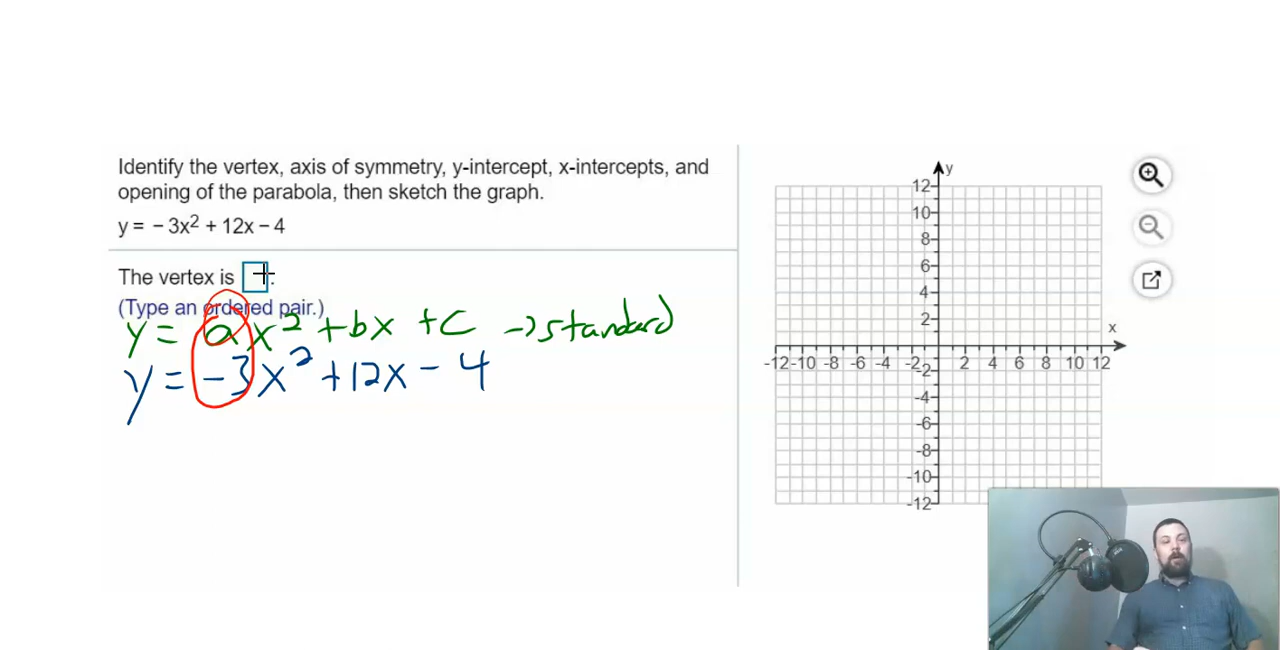 Identify the vertex, axis of symmetry, y-intercept, x-intercepts, and
opening of the parabola, then sketch the graph.
y = − 3x² + 12x − 4
The vertex is .
(Type an ordered pair.)
y = ax² + bx + c → standard
y = -3x² + 12x - 4
y
12
10
8
6
4
2
x
-12 -10 -8 -6 -4 -2 2 4 6 8 10 12
-2
-4
-6
-8
-10
-12